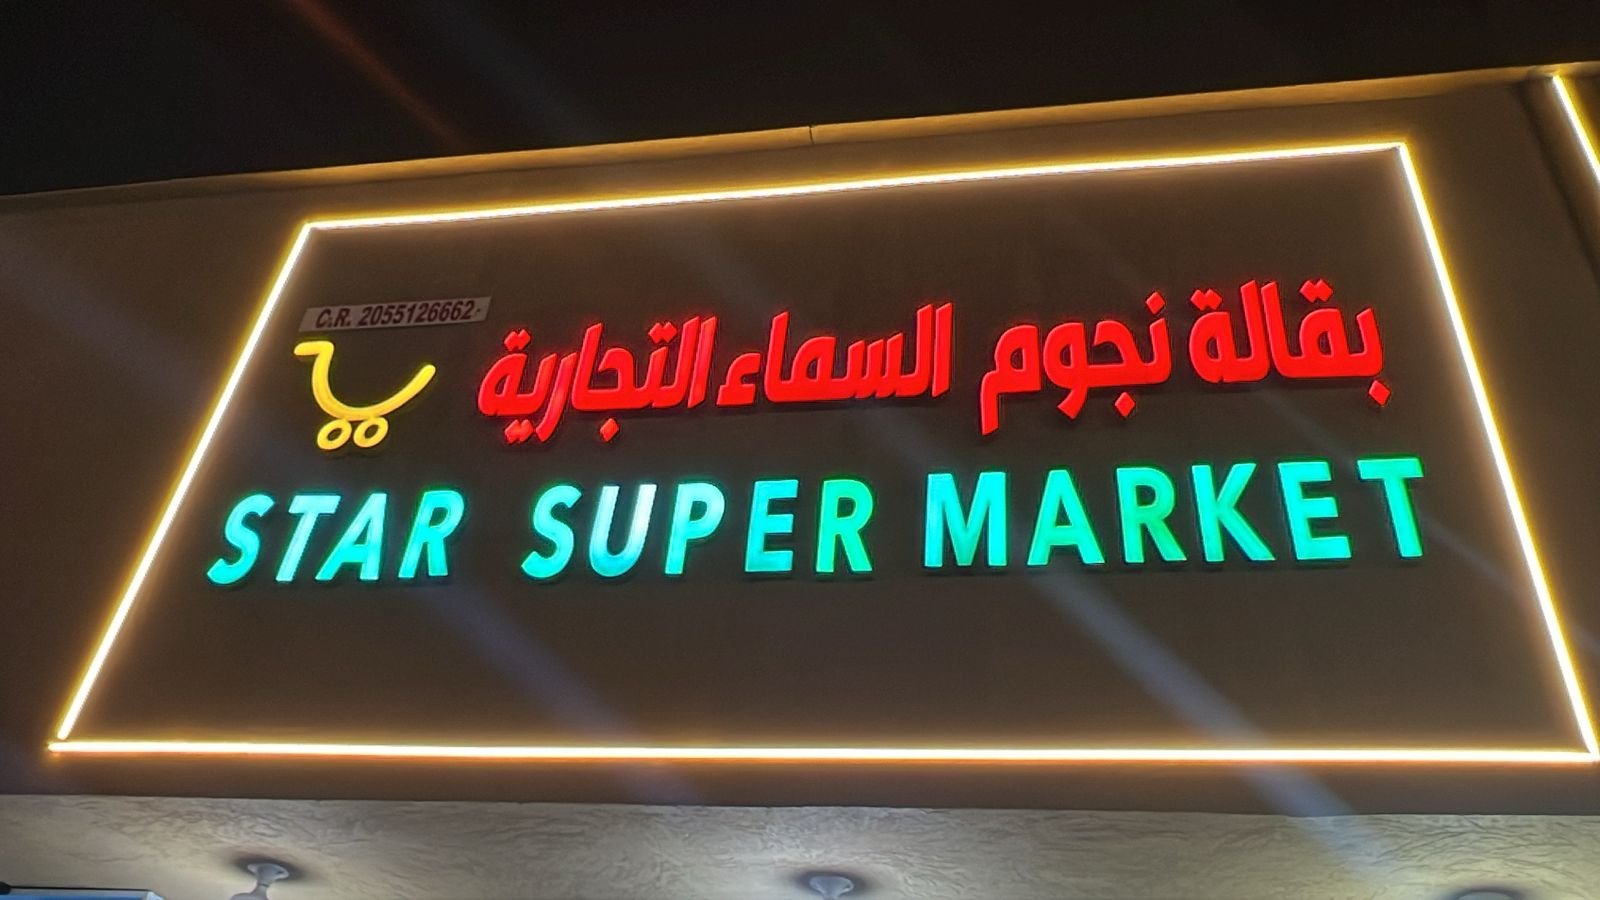 C.R. 2055126662
بقالة نجوم السماء التجارية
STAR SUPER MARKET